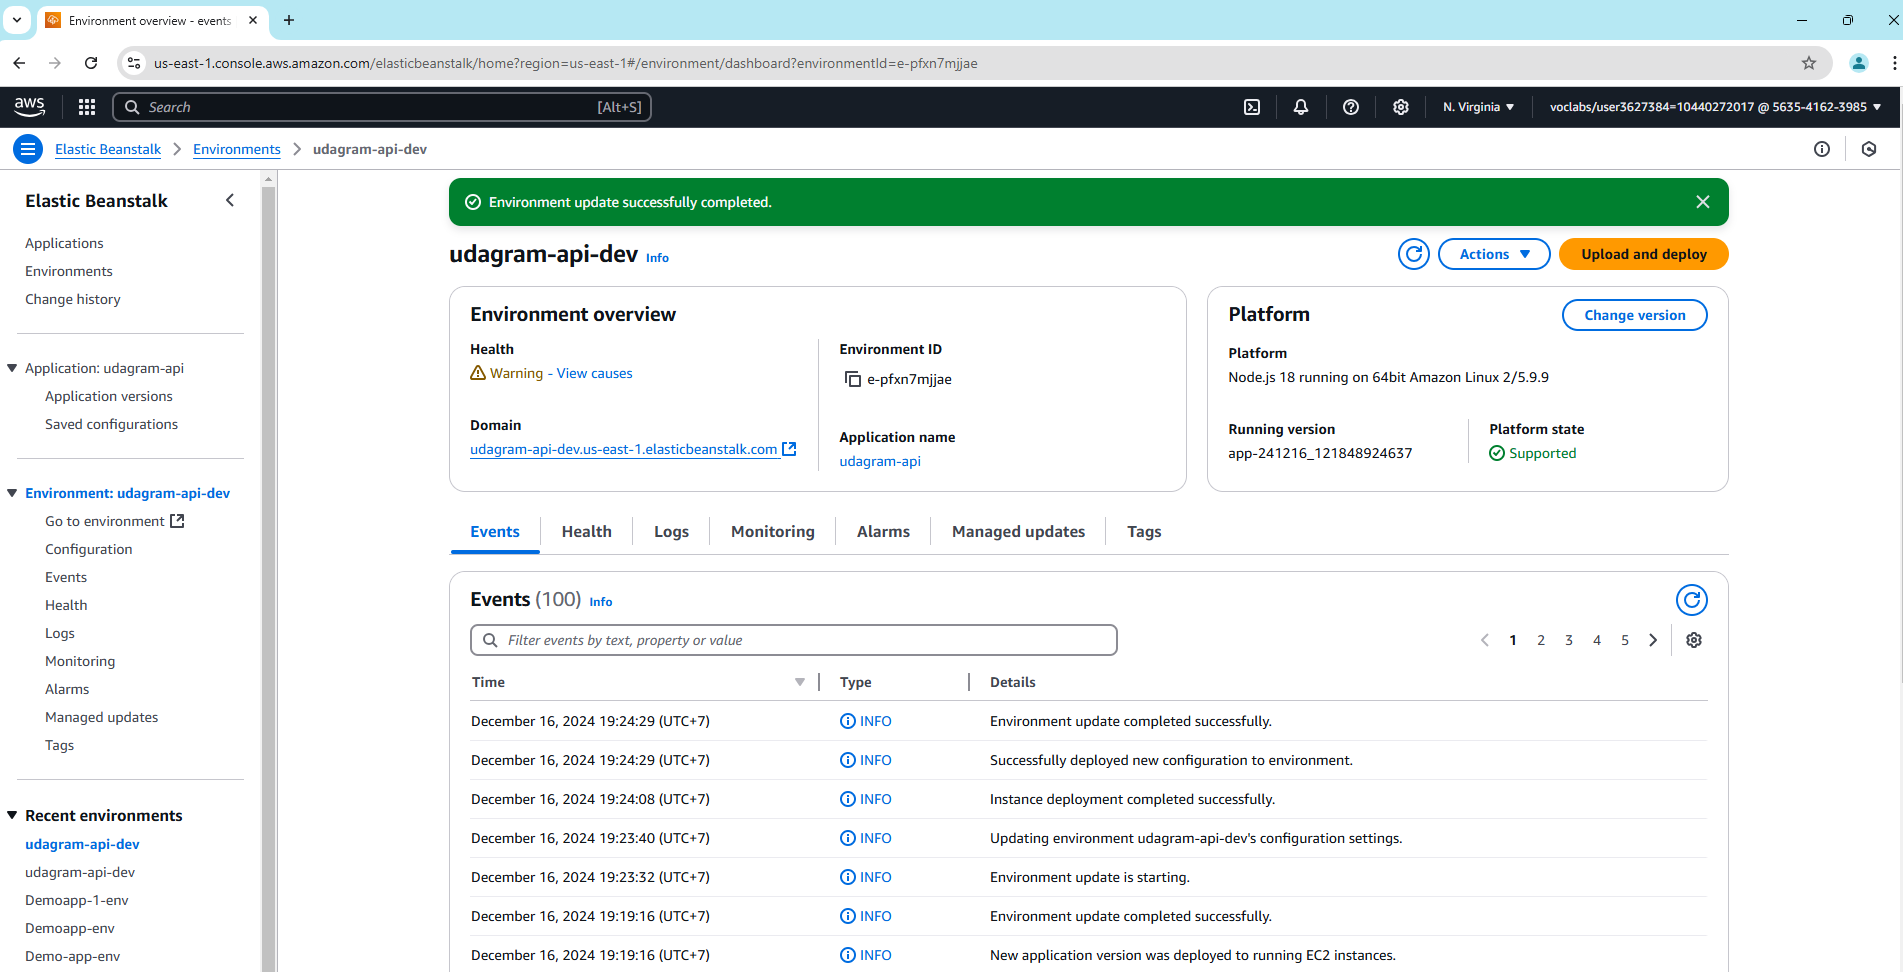 Environment overview - events
us-east-1.console.aws.amazon.com/elasticbeanstalk/home?region=us-east-1#/environment/dashboard?environmentId=e-pfxn7mjjae
aws
Search [Alt+S]
N. Virginia
voclabs/user3627384=10440272017 @ 5635-4162-3985
Elastic Beanstalk
Environments
udagram-api-dev
Elastic Beanstalk
Applications
Environments
Change history
Application: udagram-api
Application versions
Saved configurations
Environment: udagram-api-dev
Go to environment
Configuration
Events
Health
Logs
Monitoring
Alarms
Managed updates
Tags
Recent environments
udagram-api-dev
udagram-api-dev
Demoapp-1-env
Demoapp-env
Demo-app-env
Environment update successfully completed.
udagram-api-dev Info
Actions
Upload and deploy
Environment overview
Health
Warning - View causes
Domain
udagram-api-dev.us-east-1.elasticbeanstalk.com
Environment ID
e-pfxn7mjjae
Application name
udagram-api
Platform
Change version
Platform
Node.js 18 running on 64bit Amazon Linux 2/5.9.9
Running version
app-241216_121848924637
Platform state
Supported
Events Health Logs Monitoring Alarms Managed updates Tags
Events (100) Info
Filter events by text, property or value
1 2 3 4 5
Time Type Details
December 16, 2024 19:24:29 (UTC+7) INFO Environment update completed successfully.
December 16, 2024 19:24:29 (UTC+7) INFO Successfully deployed new configuration to environment.
December 16, 2024 19:24:08 (UTC+7) INFO Instance deployment completed successfully.
December 16, 2024 19:23:40 (UTC+7) INFO Updating environment udagram-api-dev's configuration settings.
December 16, 2024 19:23:32 (UTC+7) INFO Environment update is starting.
December 16, 2024 19:19:16 (UTC+7) INFO Environment update completed successfully.
December 16, 2024 19:19:16 (UTC+7) INFO New application version was deployed to running EC2 instances.